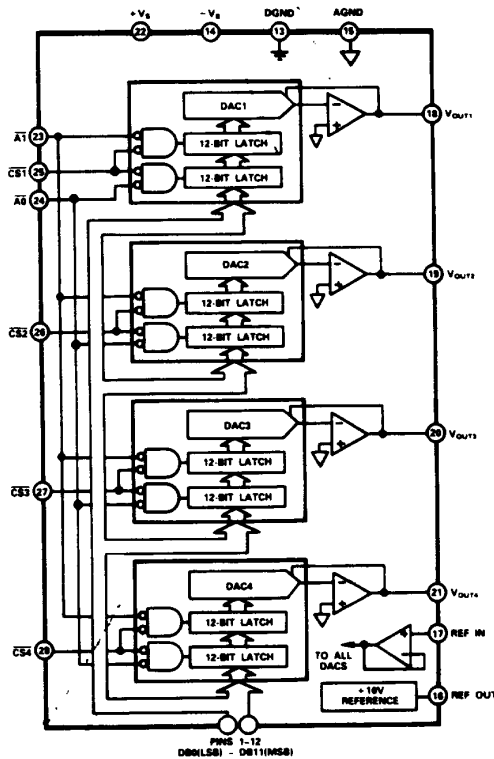 +VS -VS DGND AGND
22 14 13 15
DAC1
A1 23
12-BIT LATCH
18 VOUT1
CS1 25
12-BIT LATCH
A0 24
DAC2
19 VOUT2
12-BIT LATCH
CS2 26
12-BIT LATCH
DAC3
20 VOUT3
12-BIT LATCH
CS3 27
12-BIT LATCH
DAC4
21 VOUT4
12-BIT LATCH
17 REF IN
CS4 28
12-BIT LATCH
TO ALL
DACS
+10V
REFERENCE
16 REF OUT
PINS 1-12
DB0(LSB) - DB11(MSB)